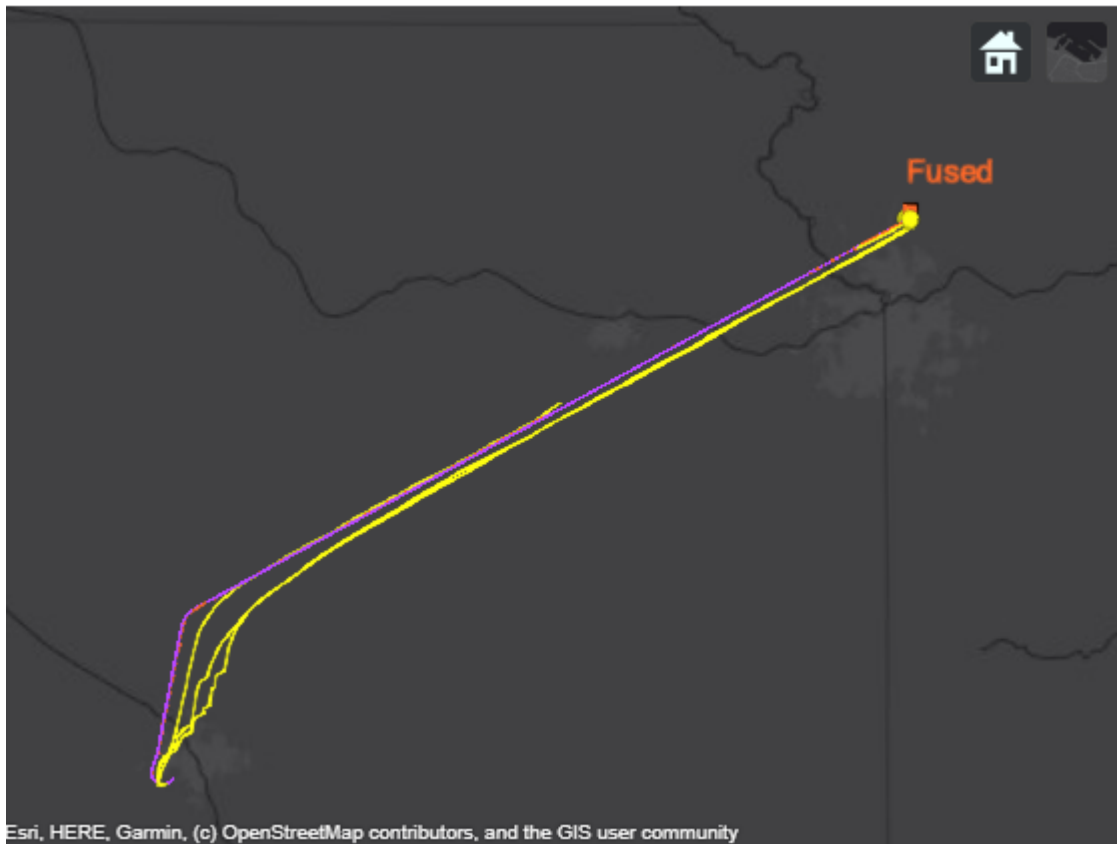 Fused
Esri, HERE, Garmin, (c) OpenStreetMap contributors, and the GIS user community